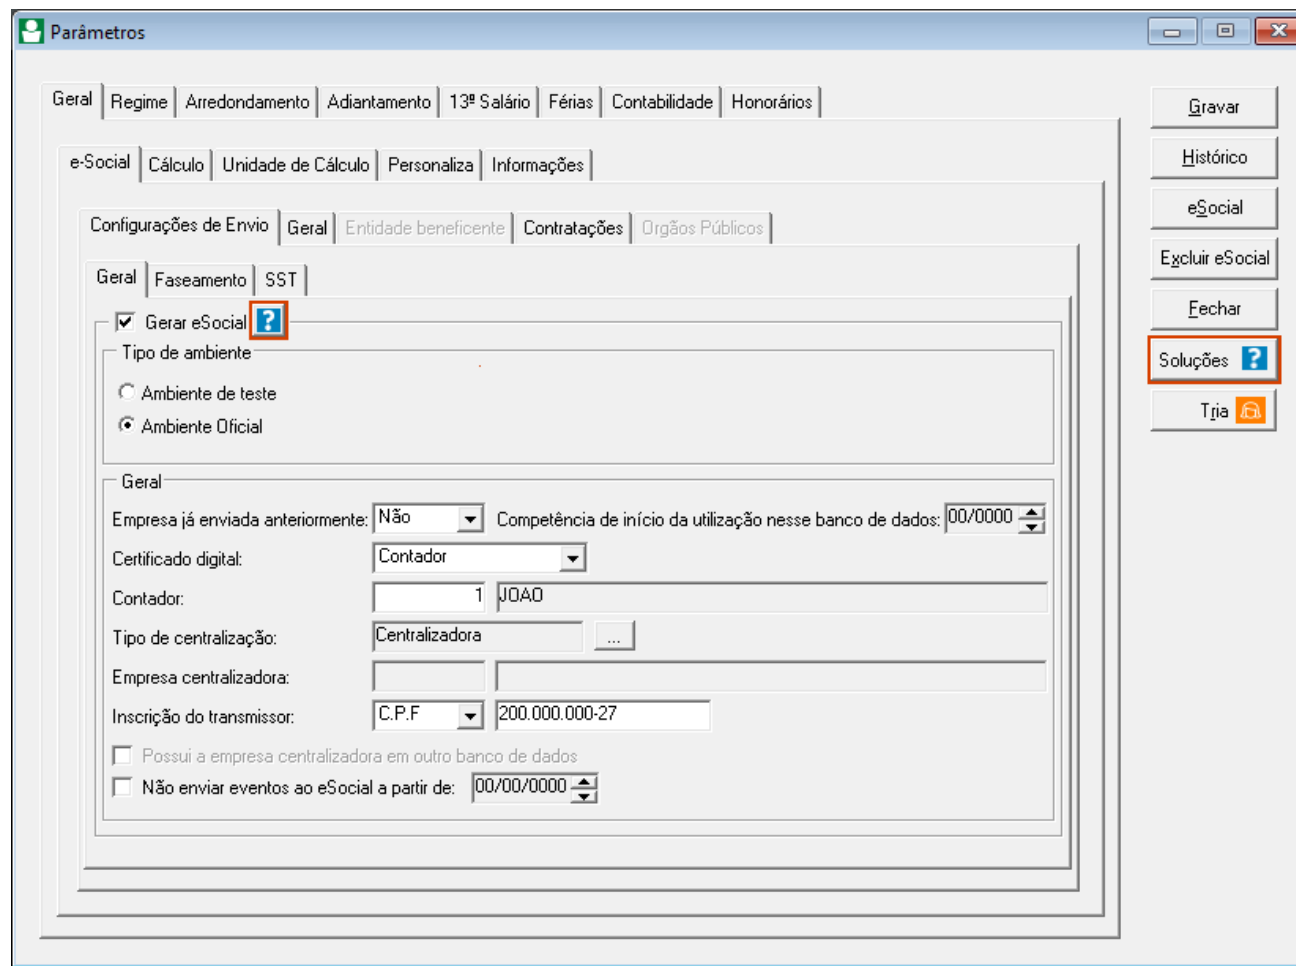 Parâmetros
Geral Regime Arredondamento Adiantamento 13º Salário Férias Contabilidade Honorários
e-Social Cálculo Unidade de Cálculo Personaliza Informações
Configurações de Envio Geral Entidade beneficente Contratações Orgãos Públicos
Geral Faseamento SST
Gerar eSocial ?
Tipo de ambiente
Ambiente de teste
Ambiente Oficial
Geral
Empresa já enviada anteriormente: Não Competência de início da utilização nesse banco de dados: 00/0000
Certificado digital: Contador
Contador: 1 JOAO
Tipo de centralização: Centralizadora ...
Empresa centralizadora:
Inscrição do transmissor: C.P.F 200.000.000-27
Possui a empresa centralizadora em outro banco de dados
Não enviar eventos ao eSocial a partir de: 00/00/0000
Gravar
Histórico
eSocial
Excluir eSocial
Fechar
Soluções ?
Tria